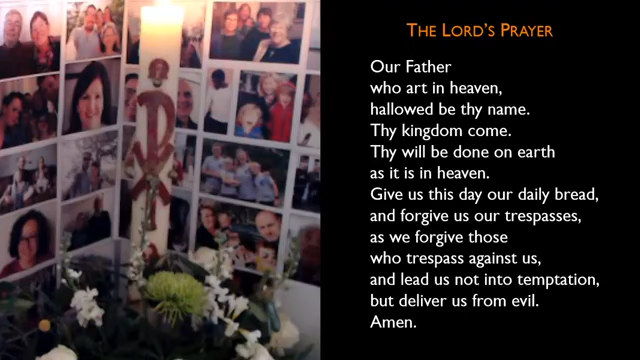 The Lord's Prayer
Our Father
who art in heaven,
hallowed be thy name.
Thy kingdom come.
Thy will be done on earth
as it is in heaven.
Give us this day our daily bread,
and forgive us our trespasses,
as we forgive those
who trespass against us,
and lead us not into temptation,
but deliver us from evil.
Amen.